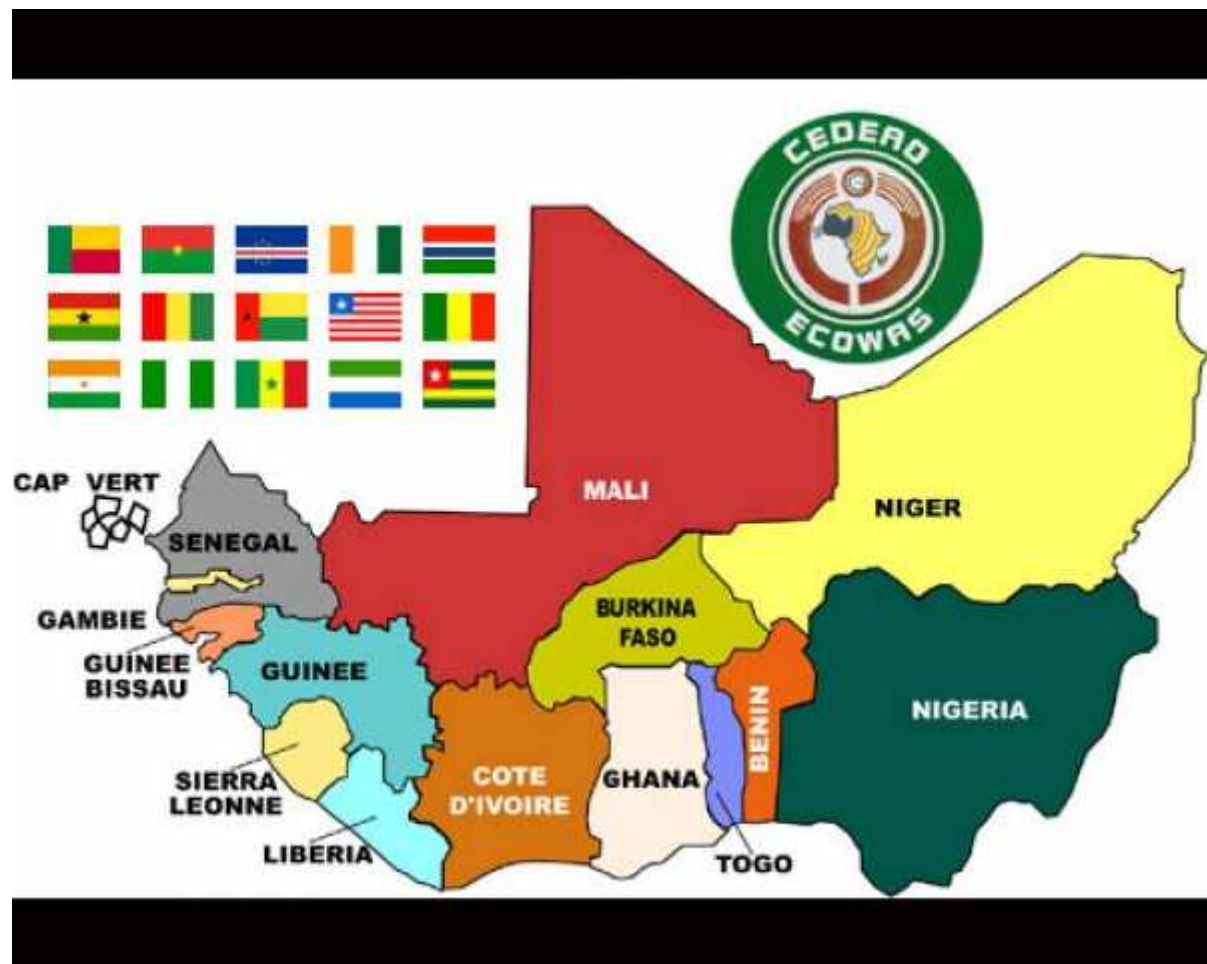 CEDEAO
ECOWAS
MALI
CAP VERT
NIGER
SENEGAL
BURKINA
FASO
GAMBIE
GUINEE
BISSAU
GUINEE
NIGERIA
BENIN
SIERRA
LEONNE
COTE
D'IVOIRE
GHANA
LIBERIA
TOGO